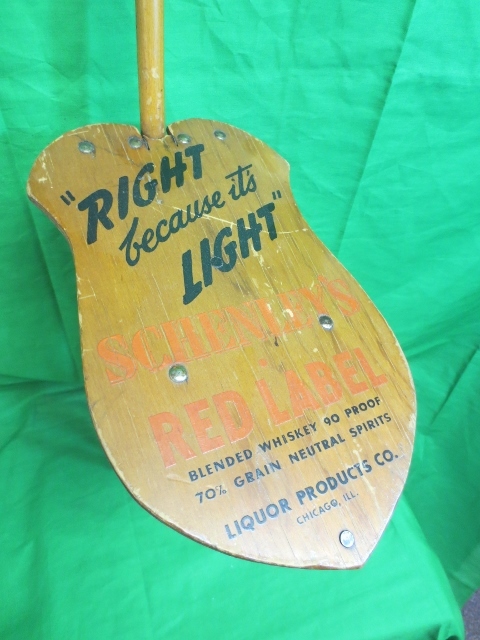 "RIGHT
because it's
LIGHT"
SCHENLEY'S
RED LABEL
BLENDED WHISKEY 90 PROOF
70% GRAIN NEUTRAL SPIRITS
LIQUOR PRODUCTS CO.
CHICAGO, ILL.